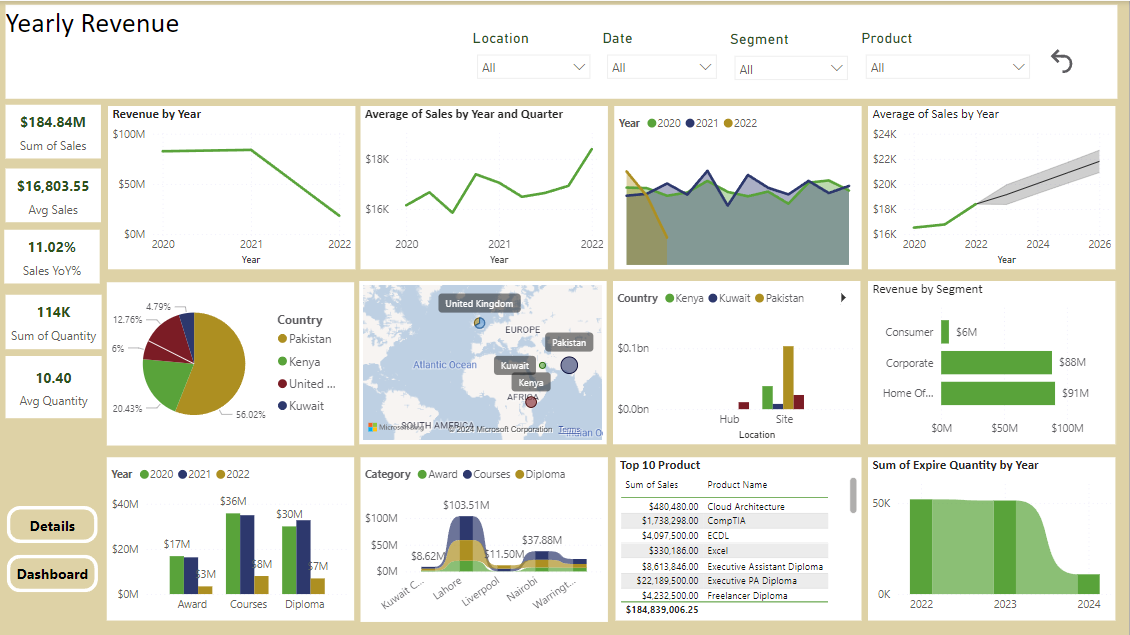 Yearly Revenue
Location Date Segment Product
All All All All
$184.84M
Sum of Sales
$16,803.55
Avg Sales
11.02%
Sales YoY%
114K
Sum of Quantity
10.40
Avg Quantity
Details
Dashboard
Revenue by Year
$100M
$50M
$0M
2020 2021 2022
Year
Average of Sales by Year and Quarter
$18K
$16K
2020 2021 2022
Year
Year 2020 2021 2022
Average of Sales by Year
$24K
$22K
$20K
$18K
$16K
2020 2022 2024 2026
Year
4.79%
12.76%
6%
20.43%
56.02%
Country
Pakistan
Kenya
United ...
Kuwait
United Kingdom
EUROPE
Pakistan
Atlantic Ocean
Kuwait
Kenya
AFRICA
SOUTH AMERICA
Microsoft
© 2024 Microsoft Corporation Terms
Indian O
Country Kenya Kuwait Pakistan
$0.1bn
$0.0bn
Hub Site
Location
Revenue by Segment
Consumer $6M
Corporate $88M
Home Of... $91M
$0M $50M $100M
Year 2020 2021 2022
$40M
$20M
$0M
$17M
$3M
$36M
$8M
$30M
$7M
Award Courses Diploma
Category Award Courses Diploma
$100M
$50M
$0M
$8.62M
$103.51M
$11.50M
$37.88M
Kuwait C...
Lahore
Liverpool
Nairobi
Warringt...
Top 10 Product
Sum of Sales Product Name
$480,480.00 Cloud Architecture
$1,738,298.00 CompTIA
$4,097,500.00 ECDL
$330,186.00 Excel
$8,613,846.00 Executive Assistant Diploma
$22,189,500.00 Executive PA Diploma
$4,232,500.00 Freelancer Diploma
$184,839,006.25
Sum of Expire Quantity by Year
50K
0K
2022 2023 2024